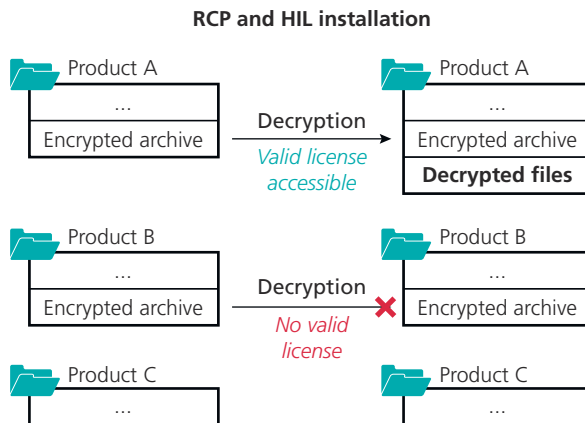 RCP and HIL installation
Product A
...
Encrypted archive
Decryption
Valid license
accessible
Product A
...
Encrypted archive
Decrypted files
Product B
...
Encrypted archive
Decryption
No valid
license
Product B
...
Encrypted archive
Product C
...
Product C
...